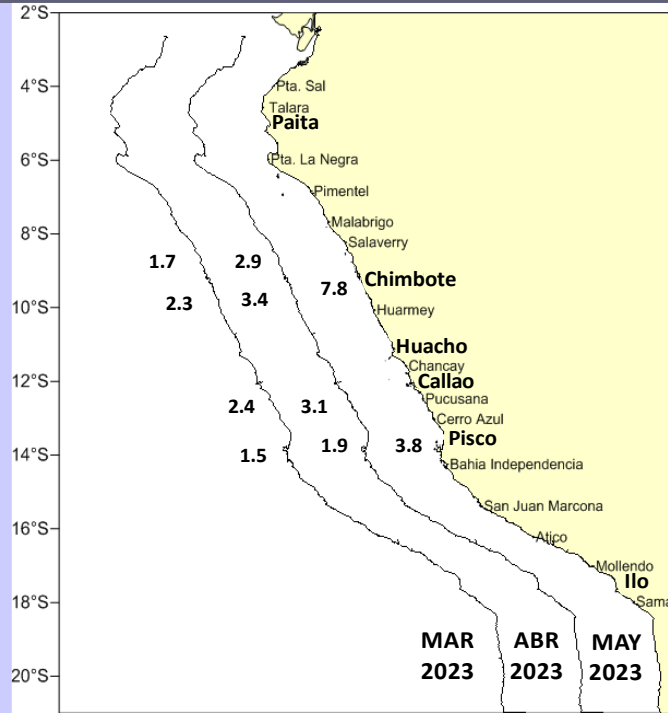 2°S
4°S
Pta. Sal
Talara
Paita
6°S
Pta. La Negra
Pimentel
Malabrigo
8°S
Salaverry
1.7
2.9
Chimbote
7.8
2.3
3.4
10°S
Huarmey
Huacho
Chancay
12°S
Callao
Pucusana
2.4
3.1
Cerro Azul
Pisco
1.5
1.9
3.8
14°S
Bahia Independencia
San Juan Marcona
16°S
Atico
Mollendo
Ilo
18°S
Sama
MAR
2023
ABR
2023
MAY
2023
20°S